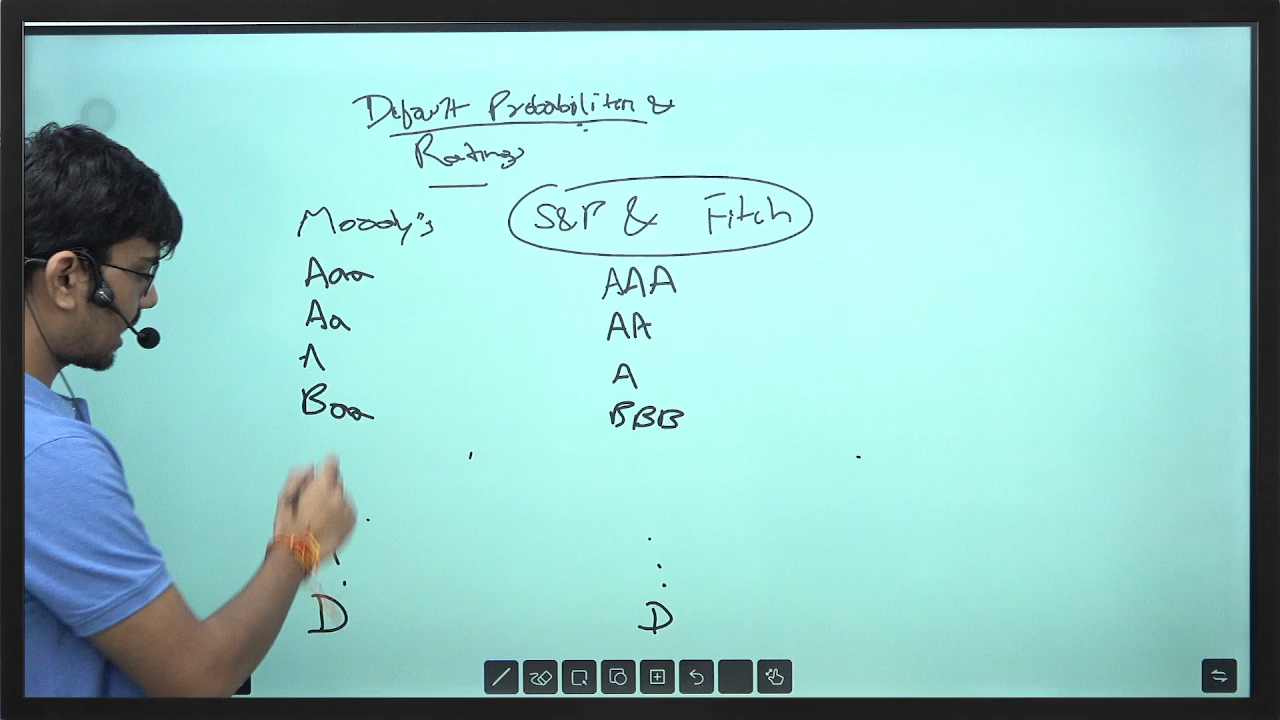 Default Probabilities &
Ratings
Moody's S&P & Fitch
Aaa AAA
Aa AA
A A
Baa BBB
D D